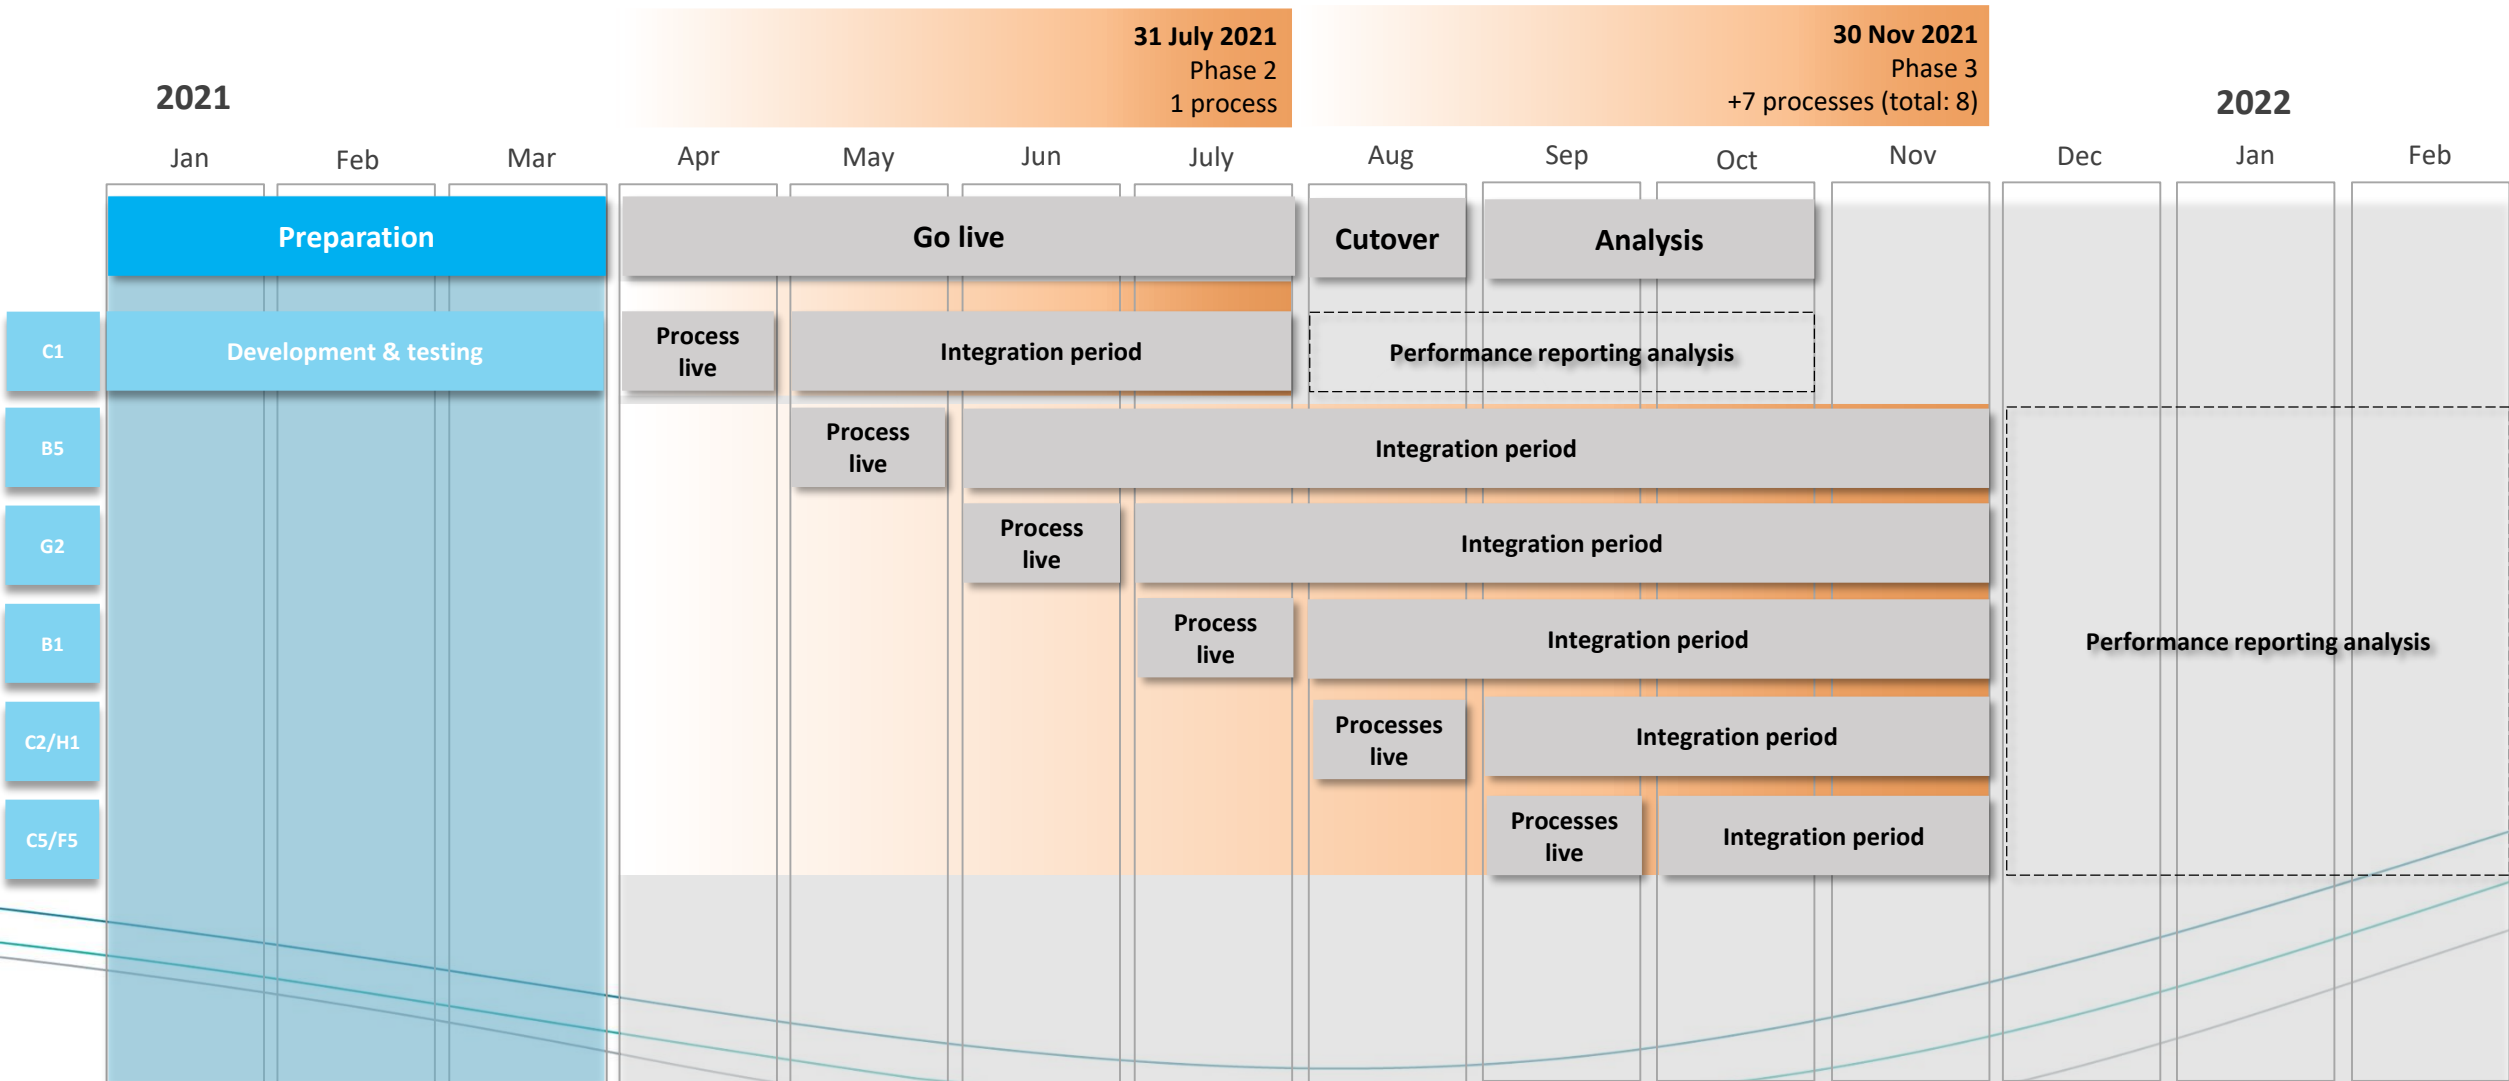 31 July 2021
Phase 2
1 process
30 Nov 2021
Phase 3
+7 processes (total: 8)
2021
2022
Jan
Feb
Mar
Apr
May
Jun
July
Aug
Sep
Oct
Nov
Dec
Jan
Feb
Preparation
Go live
Cutover
Analysis
C1
Development & testing
Process
live
Integration period
Performance reporting analysis
B5
Process
live
Integration period
G2
Process
live
Integration period
B1
Process
live
Integration period
Performance reporting analysis
C2/H1
Processes
live
Integration period
C5/F5
Processes
live
Integration period